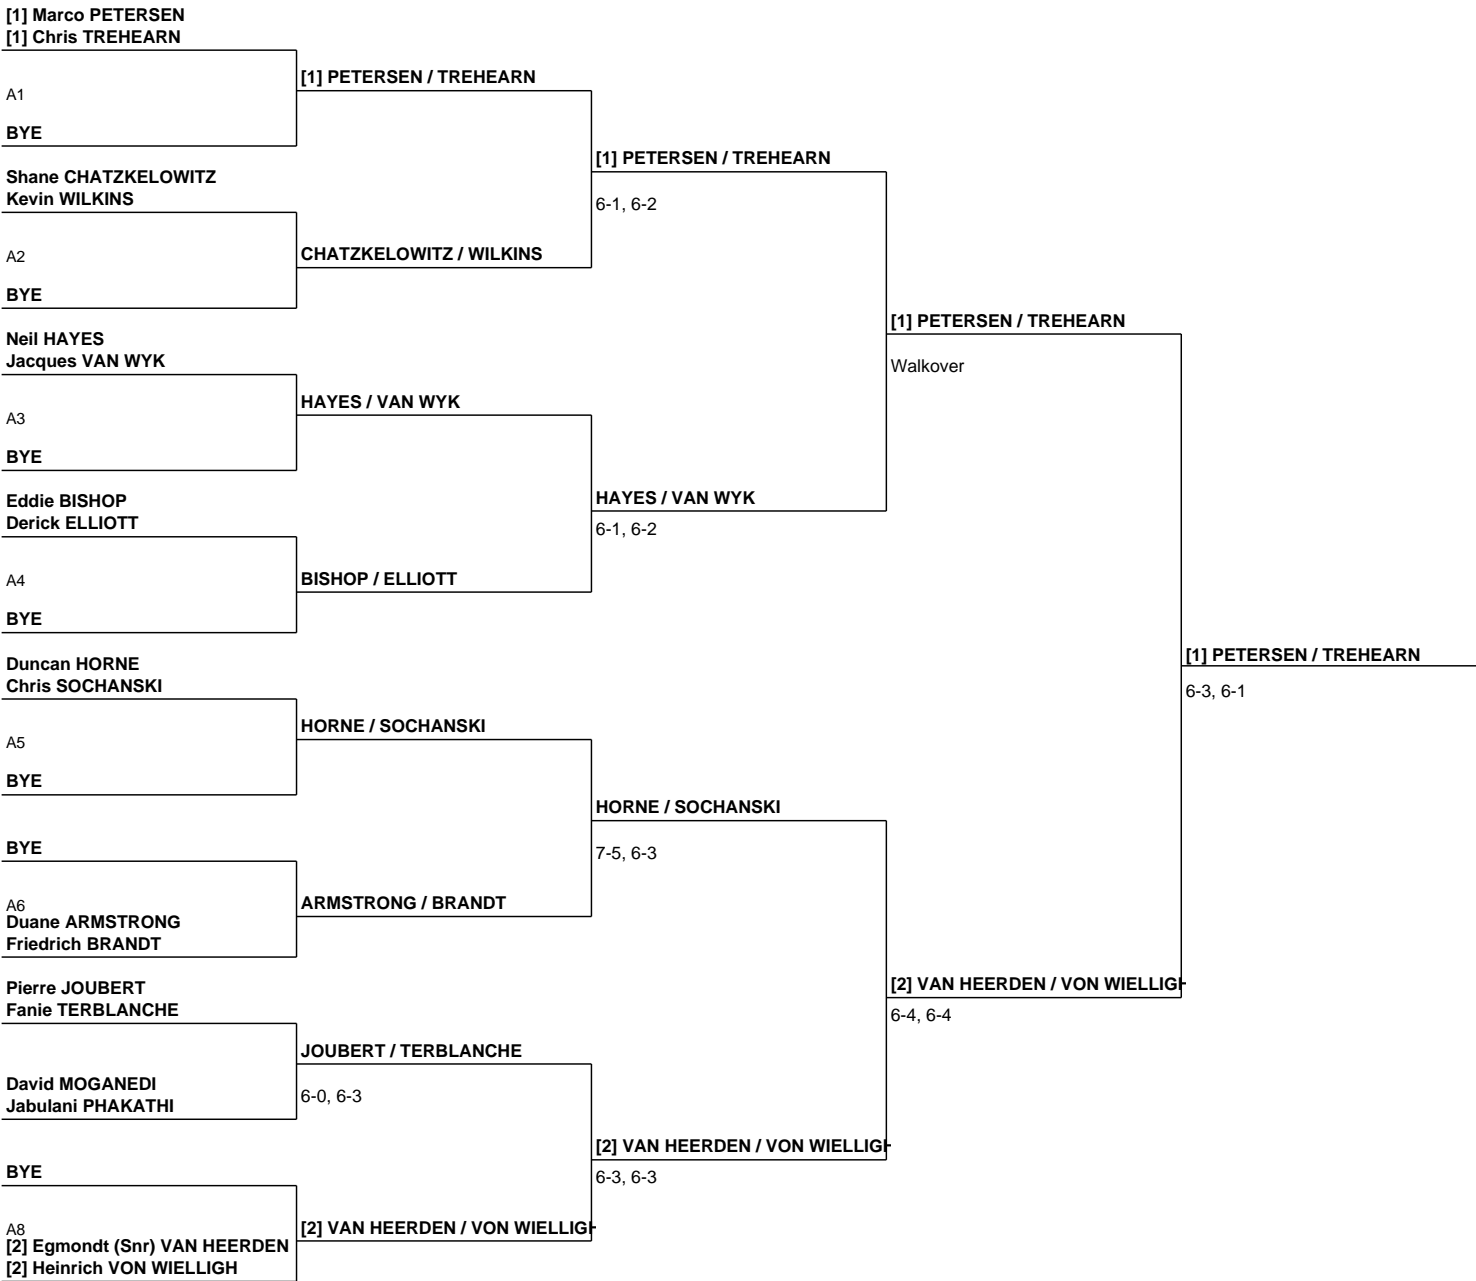 [1] Marco PETERSEN
[1] Chris TREHEARN
A1
BYE
Shane CHATZKELOWITZ
Kevin WILKINS
A2
BYE
Neil HAYES
Jacques VAN WYK
A3
BYE
Eddie BISHOP
Derick ELLIOTT
A4
BYE
Duncan HORNE
Chris SOCHANSKI
A5
BYE
BYE
A6
Duane ARMSTRONG
Friedrich BRANDT
Pierre JOUBERT
Fanie TERBLANCHE
David MOGANEDI
Jabulani PHAKATHI
BYE
A8
[2] Egmondt (Snr) VAN HEERDEN
[2] Heinrich VON WIELLIGH
[1] PETERSEN / TREHEARN
CHATZKELOWITZ / WILKINS
HAYES / VAN WYK
BISHOP / ELLIOTT
HORNE / SOCHANSKI
ARMSTRONG / BRANDT
JOUBERT / TERBLANCHE
6-0, 6-3
[2] VAN HEERDEN / VON WIELLIGH
[1] PETERSEN / TREHEARN
6-1, 6-2
HAYES / VAN WYK
6-1, 6-2
HORNE / SOCHANSKI
7-5, 6-3
[2] VAN HEERDEN / VON WIELLIGH
6-3, 6-3
[1] PETERSEN / TREHEARN
Walkover
[2] VAN HEERDEN / VON WIELLIGH
6-4, 6-4
[1] PETERSEN / TREHEARN
6-3, 6-1